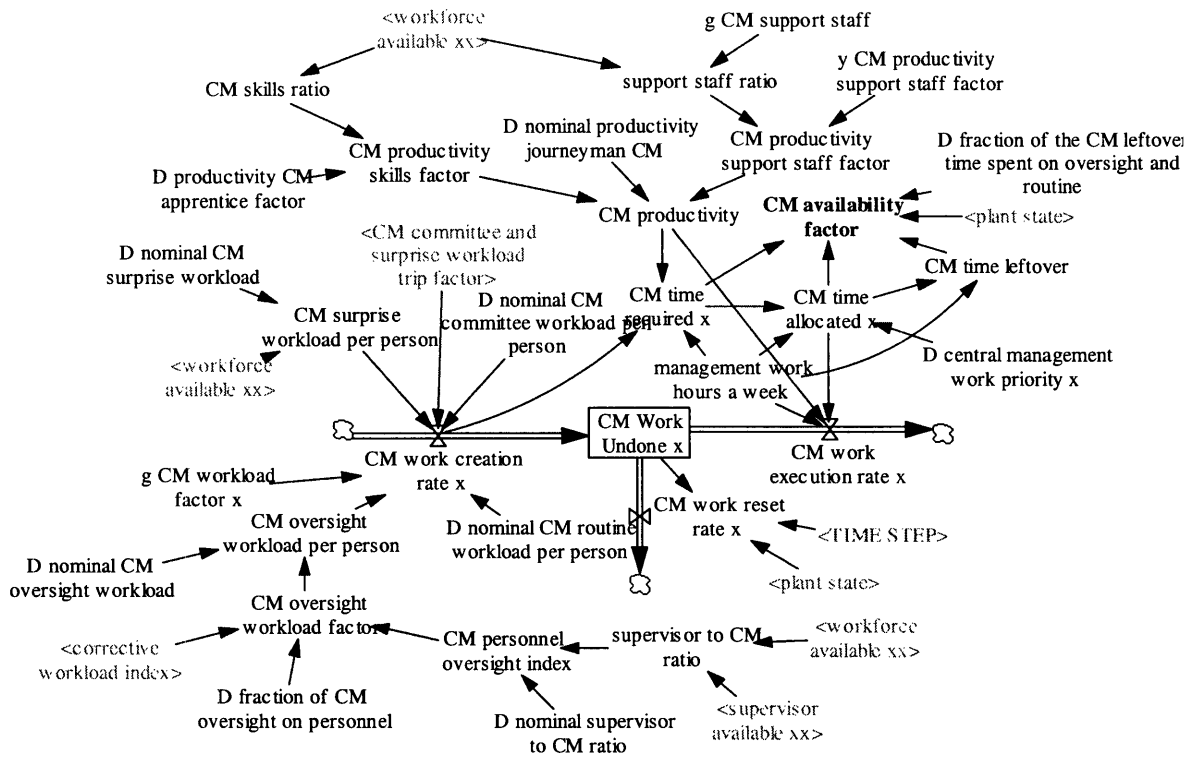 <workforce
available xx>
g CM support staff
CM skills ratio
support staff ratio
y CM productivity
support staff factor
D nominal productivity
journeyman CM
CM productivity
skills factor
CM productivity
support staff factor
D fraction of the CM leftover
time spent on oversight and
routine
D productivity CM
apprentice factor
CM productivity
CM availability
factor
<plant state>
<CM committee and
surprise workload
trip factor>
D nominal CM
surprise workload
CM time leftover
CM time
required x
CM time
allocated x
D nominal CM
committee workload per
person
CM surprise
workload per person
<workforce
available xx>
management work
hours a week
D central management
work priority x
CM Work
Undone x
CM work creation
rate x
CM work
execution rate x
g CM workload
factor x
CM work reset
rate x
CM oversight
workload per person
D nominal CM routine
workload per person
<TIME STEP>
D nominal CM
oversight workload
<plant state>
CM oversight
workload factor
<corrective
workload index>
CM personnel
oversight index
supervisor to CM
ratio
<workforce
available xx>
D fraction of CM
oversight on personnel
D nominal supervisor
to CM ratio
<supervisor
available xx>